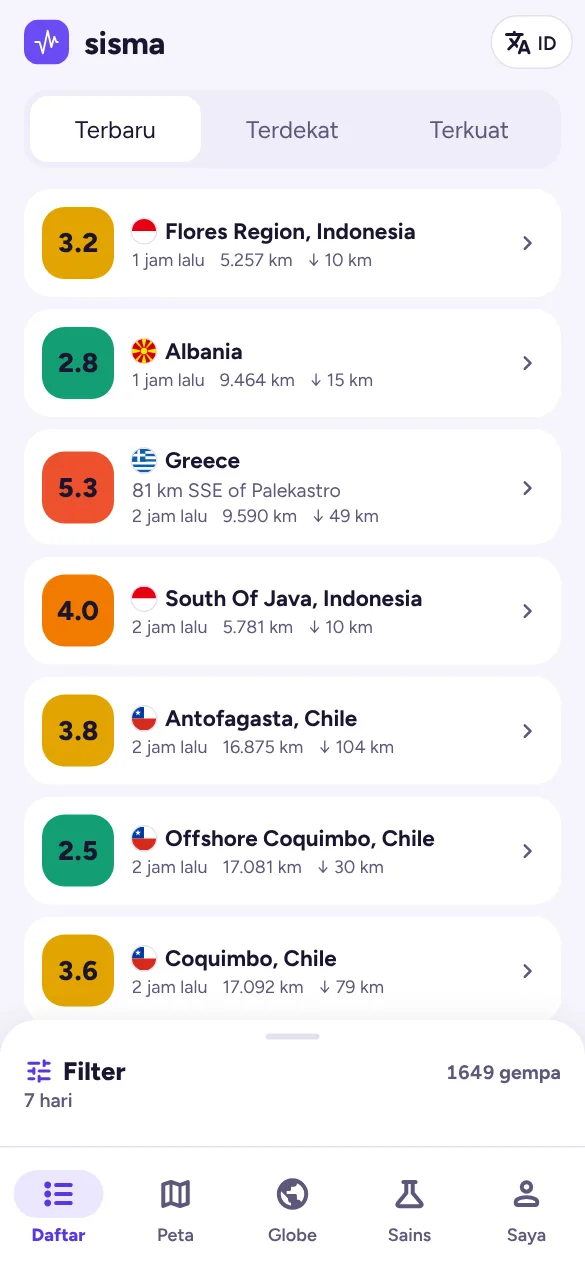 sisma
ID
Terbaru
Terdekat
Terkuat
3.2
Flores Region, Indonesia
1 jam lalu 5.257 km ↓ 10 km
2.8
Albania
1 jam lalu 9.464 km ↓ 15 km
5.3
Greece
81 km SSE of Palekastro
2 jam lalu 9.590 km ↓ 49 km
4.0
South Of Java, Indonesia
2 jam lalu 5.781 km ↓ 10 km
3.8
Antofagasta, Chile
2 jam lalu 16.875 km ↓ 104 km
2.5
Offshore Coquimbo, Chile
2 jam lalu 17.081 km ↓ 30 km
3.6
Coquimbo, Chile
2 jam lalu 17.092 km ↓ 79 km
Filter
1649 gempa
7 hari
Daftar
Peta
Globe
Sains
Saya